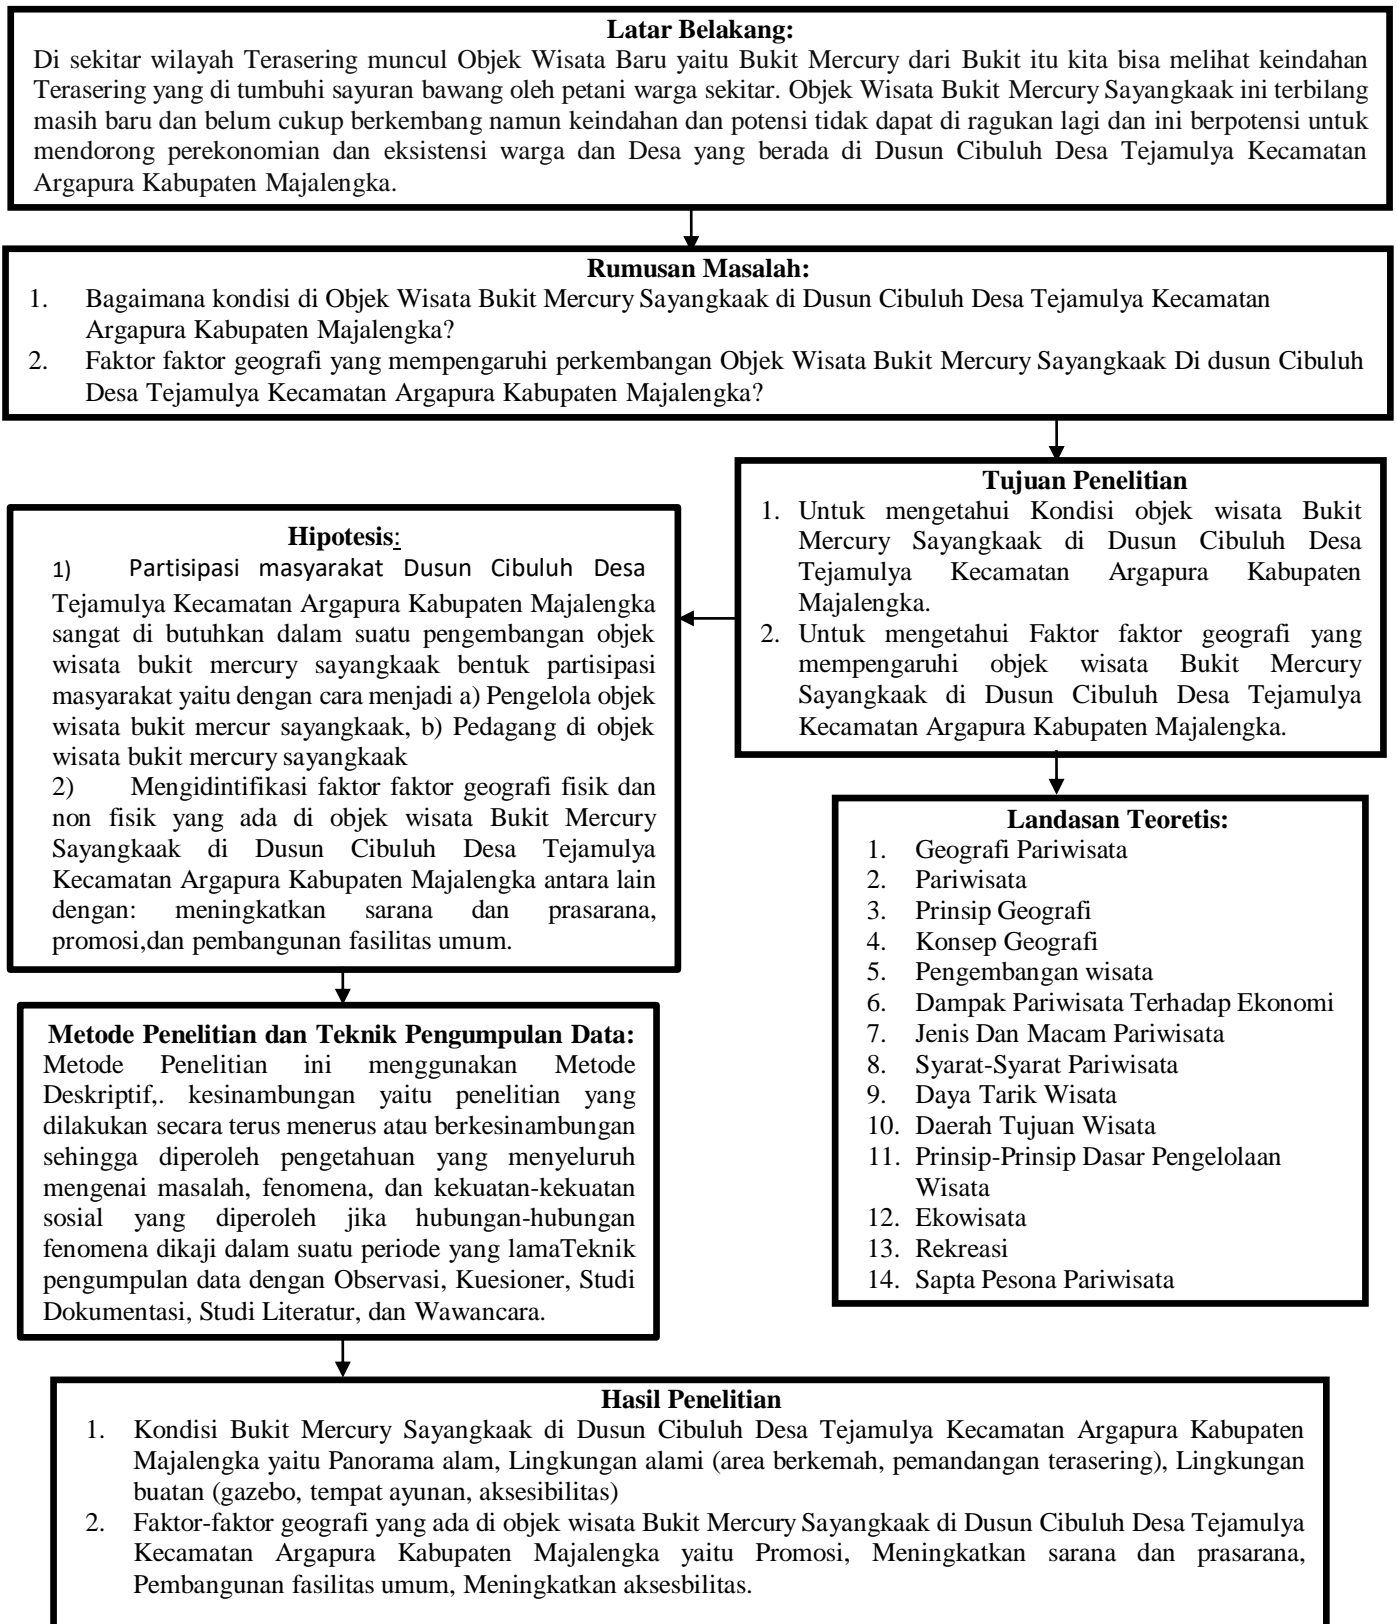 Latar Belakang:
Di sekitar wilayah Terasering muncul Objek Wisata Baru yaitu Bukit Mercury dari Bukit itu kita bisa melihat keindahan
Terasering yang di tumbuhi sayuran bawang oleh petani warga sekitar. Objek Wisata Bukit Mercury Sayangkaak ini terbilang
masih baru dan belum cukup berkembang namun keindahan dan potensi tidak dapat di ragukan lagi dan ini berpotensi untuk
mendorong perekonomian dan eksistensi warga dan Desa yang berada di Dusun Cibuluh Desa Tejamulya Kecamatan
Argapura Kabupaten Majalengka.
Rumusan Masalah:
1. Bagaimana kondisi di Objek Wisata Bukit Mercury Sayangkaak di Dusun Cibuluh Desa Tejamulya Kecamatan
Argapura Kabupaten Majalengka?
2. Faktor faktor geografi yang mempengaruhi perkembangan Objek Wisata Bukit Mercury Sayangkaak Di dusun Cibuluh
Desa Tejamulya Kecamatan Argapura Kabupaten Majalengka?
Tujuan Penelitian
1. Untuk mengetahui Kondisi objek wisata Bukit
Mercury Sayangkaak di Dusun Cibuluh Desa
Tejamulya Kecamatan Argapura Kabupaten
Majalengka.
2. Untuk mengetahui Faktor faktor geografi yang
mempengaruhi objek wisata Bukit Mercury
Sayangkaak di Dusun Cibuluh Desa Tejamulya
Kecamatan Argapura Kabupaten Majalengka.
Hipotesis:
1) Partisipasi masyarakat Dusun Cibuluh Desa
Tejamulya Kecamatan Argapura Kabupaten Majalengka
sangat di butuhkan dalam suatu pengembangan objek
wisata bukit mercury sayangkaak bentuk partisipasi
masyarakat yaitu dengan cara menjadi a) Pengelola objek
wisata bukit mercur sayangkaak, b) Pedagang di objek
wisata bukit mercury sayangkaak
2) Mengidintifikasi faktor faktor geografi fisik dan
non fisik yang ada di objek wisata Bukit Mercury
Sayangkaak di Dusun Cibuluh Desa Tejamulya
Kecamatan Argapura Kabupaten Majalengka antara lain
dengan: meningkatkan sarana dan prasarana,
promosi,dan pembangunan fasilitas umum.
Landasan Teoretis:
1. Geografi Pariwisata
2. Pariwisata
3. Prinsip Geografi
4. Konsep Geografi
5. Pengembangan wisata
6. Dampak Pariwisata Terhadap Ekonomi
7. Jenis Dan Macam Pariwisata
8. Syarat-Syarat Pariwisata
9. Daya Tarik Wisata
10. Daerah Tujuan Wisata
11. Prinsip-Prinsip Dasar Pengelolaan
Wisata
12. Ekowisata
13. Rekreasi
14. Sapta Pesona Pariwisata
Metode Penelitian dan Teknik Pengumpulan Data:
Metode Penelitian ini menggunakan Metode
Deskriptif,. kesinambungan yaitu penelitian yang
dilakukan secara terus menerus atau berkesinambungan
sehingga diperoleh pengetahuan yang menyeluruh
mengenai masalah, fenomena, dan kekuatan-kekuatan
sosial yang diperoleh jika hubungan-hubungan
fenomena dikaji dalam suatu periode yang lamaTeknik
pengumpulan data dengan Observasi, Kuesioner, Studi
Dokumentasi, Studi Literatur, dan Wawancara.
Hasil Penelitian
1. Kondisi Bukit Mercury Sayangkaak di Dusun Cibuluh Desa Tejamulya Kecamatan Argapura Kabupaten
Majalengka yaitu Panorama alam, Lingkungan alami (area berkemah, pemandangan terasering), Lingkungan
buatan (gazebo, tempat ayunan, aksesibilitas)
2. Faktor-faktor geografi yang ada di objek wisata Bukit Mercury Sayangkaak di Dusun Cibuluh Desa Tejamulya
Kecamatan Argapura Kabupaten Majalengka yaitu Promosi, Meningkatkan sarana dan prasarana,
Pembangunan fasilitas umum, Meningkatkan aksesbilitas.